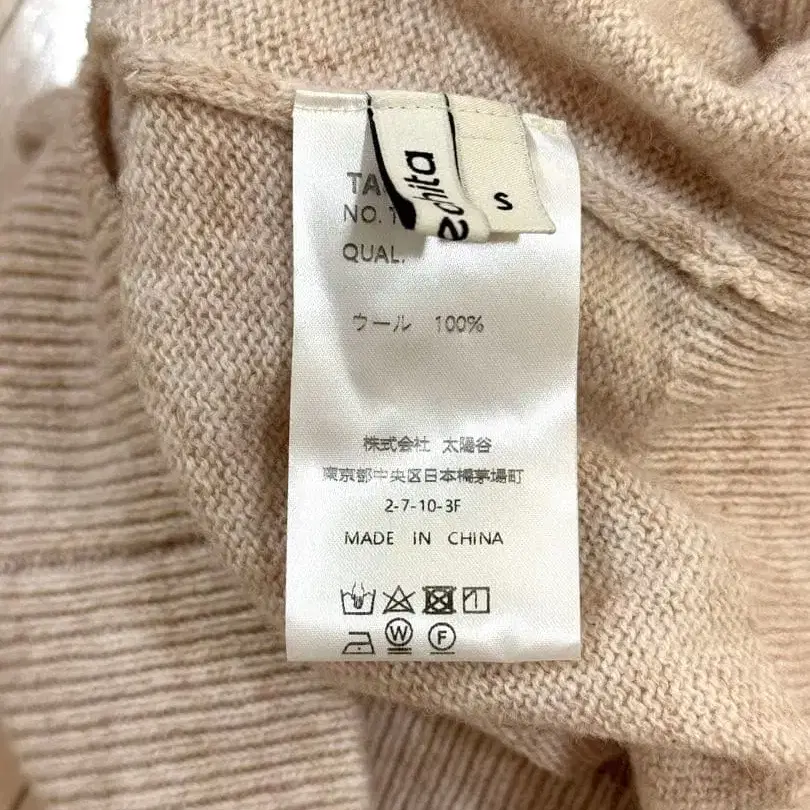 TA
NO. 1
QUAL.
ohita
S
ウール 100%
株式会社 太陽谷
東京都中央区日本橋茅場町
2-7-10-3F
MADE IN CHINA
W
F